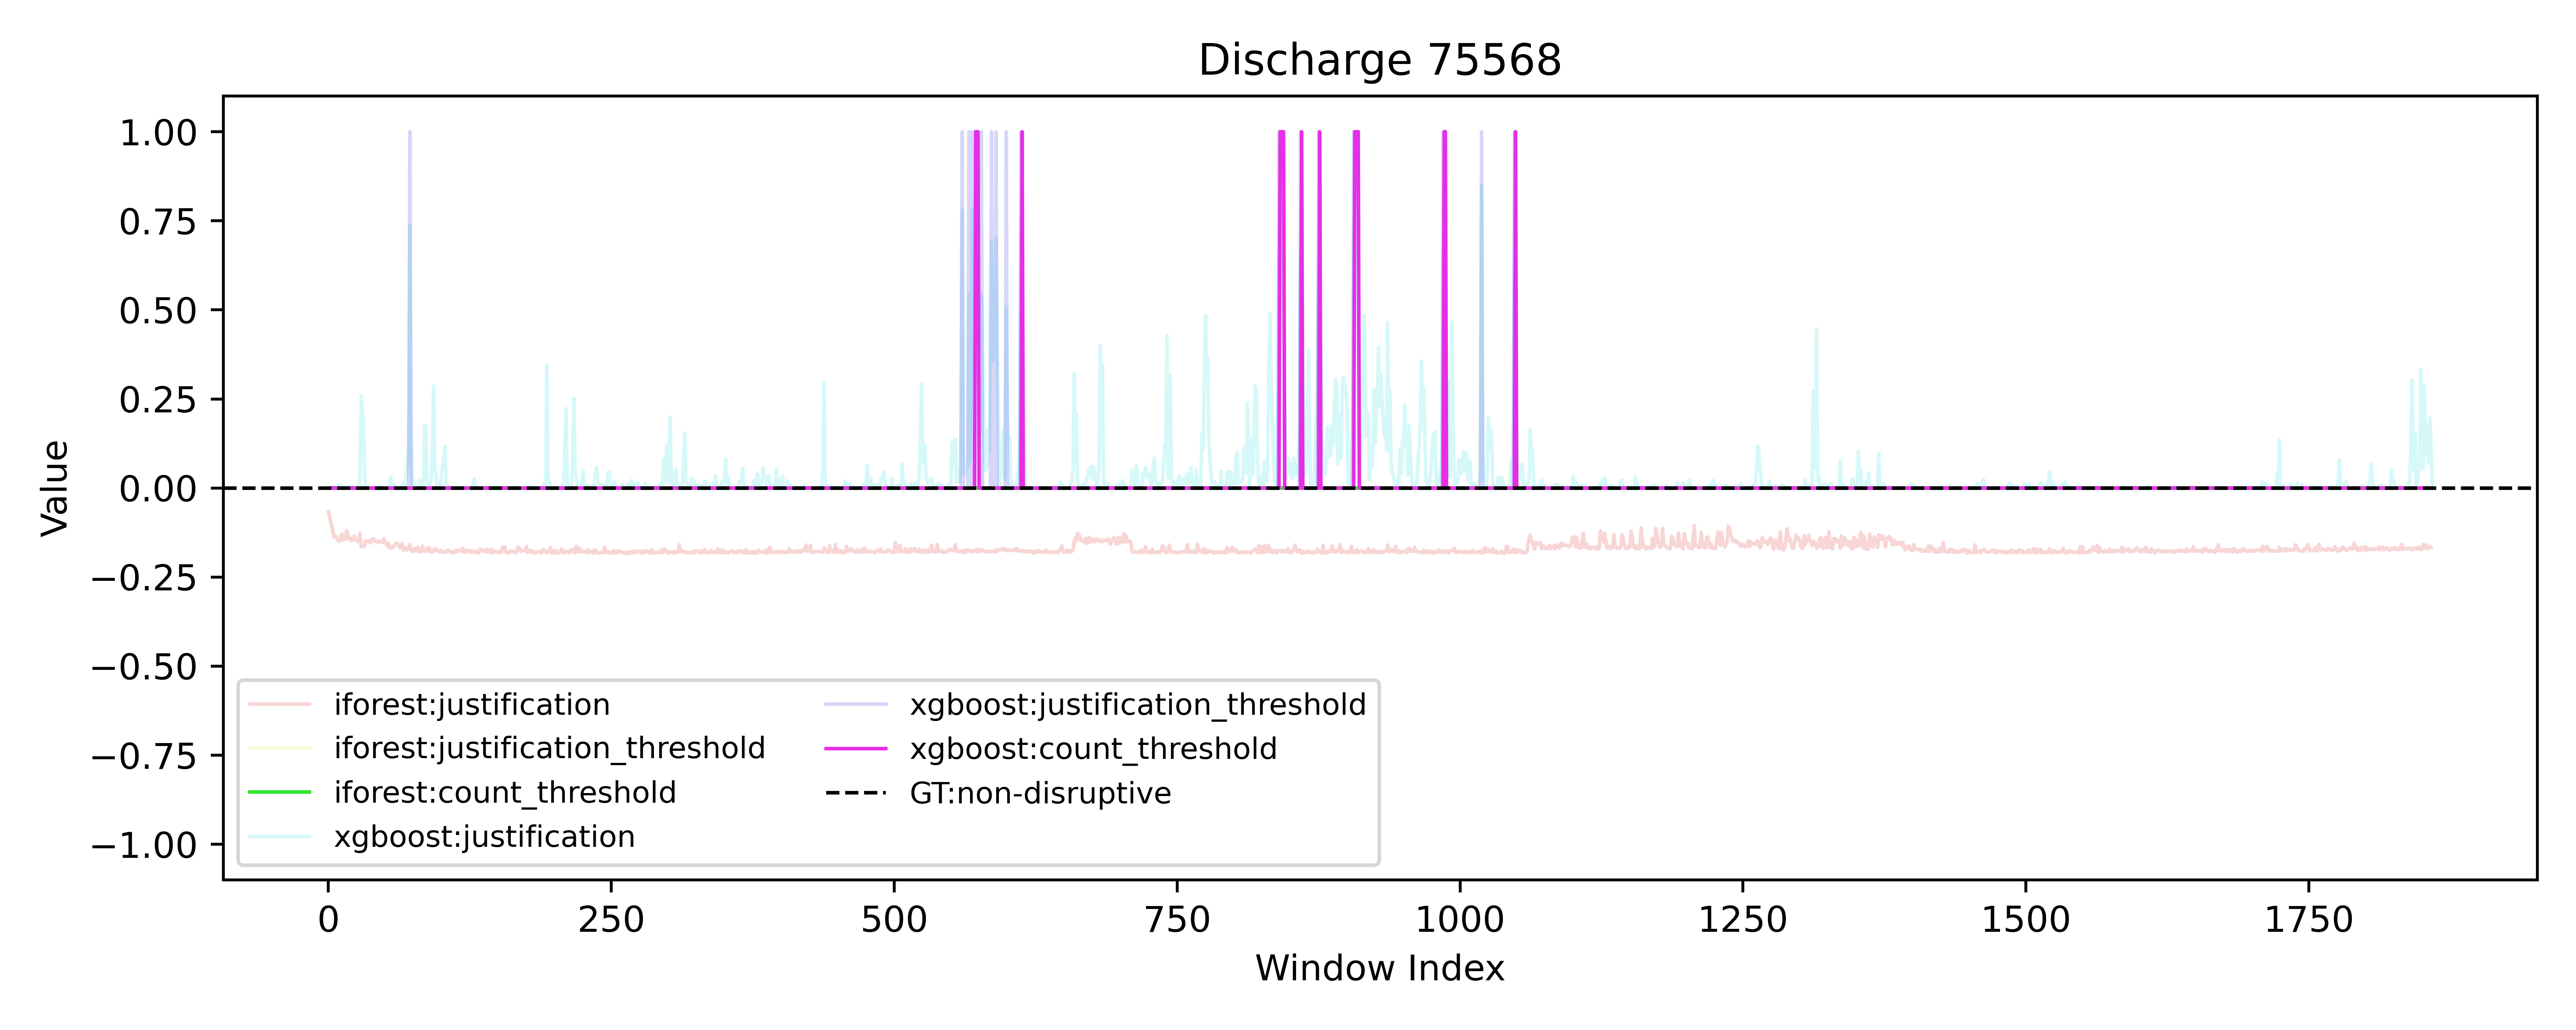 Discharge 75568
1.00
0.75
0.50
0.25
0.00
−0.25
−0.50
−0.75
−1.00
Value
iforest:justification
iforest:justification_threshold
iforest:count_threshold
xgboost:justification
xgboost:justification_threshold
xgboost:count_threshold
GT:non-disruptive
0 250 500 750 1000 1250 1500 1750
Window Index